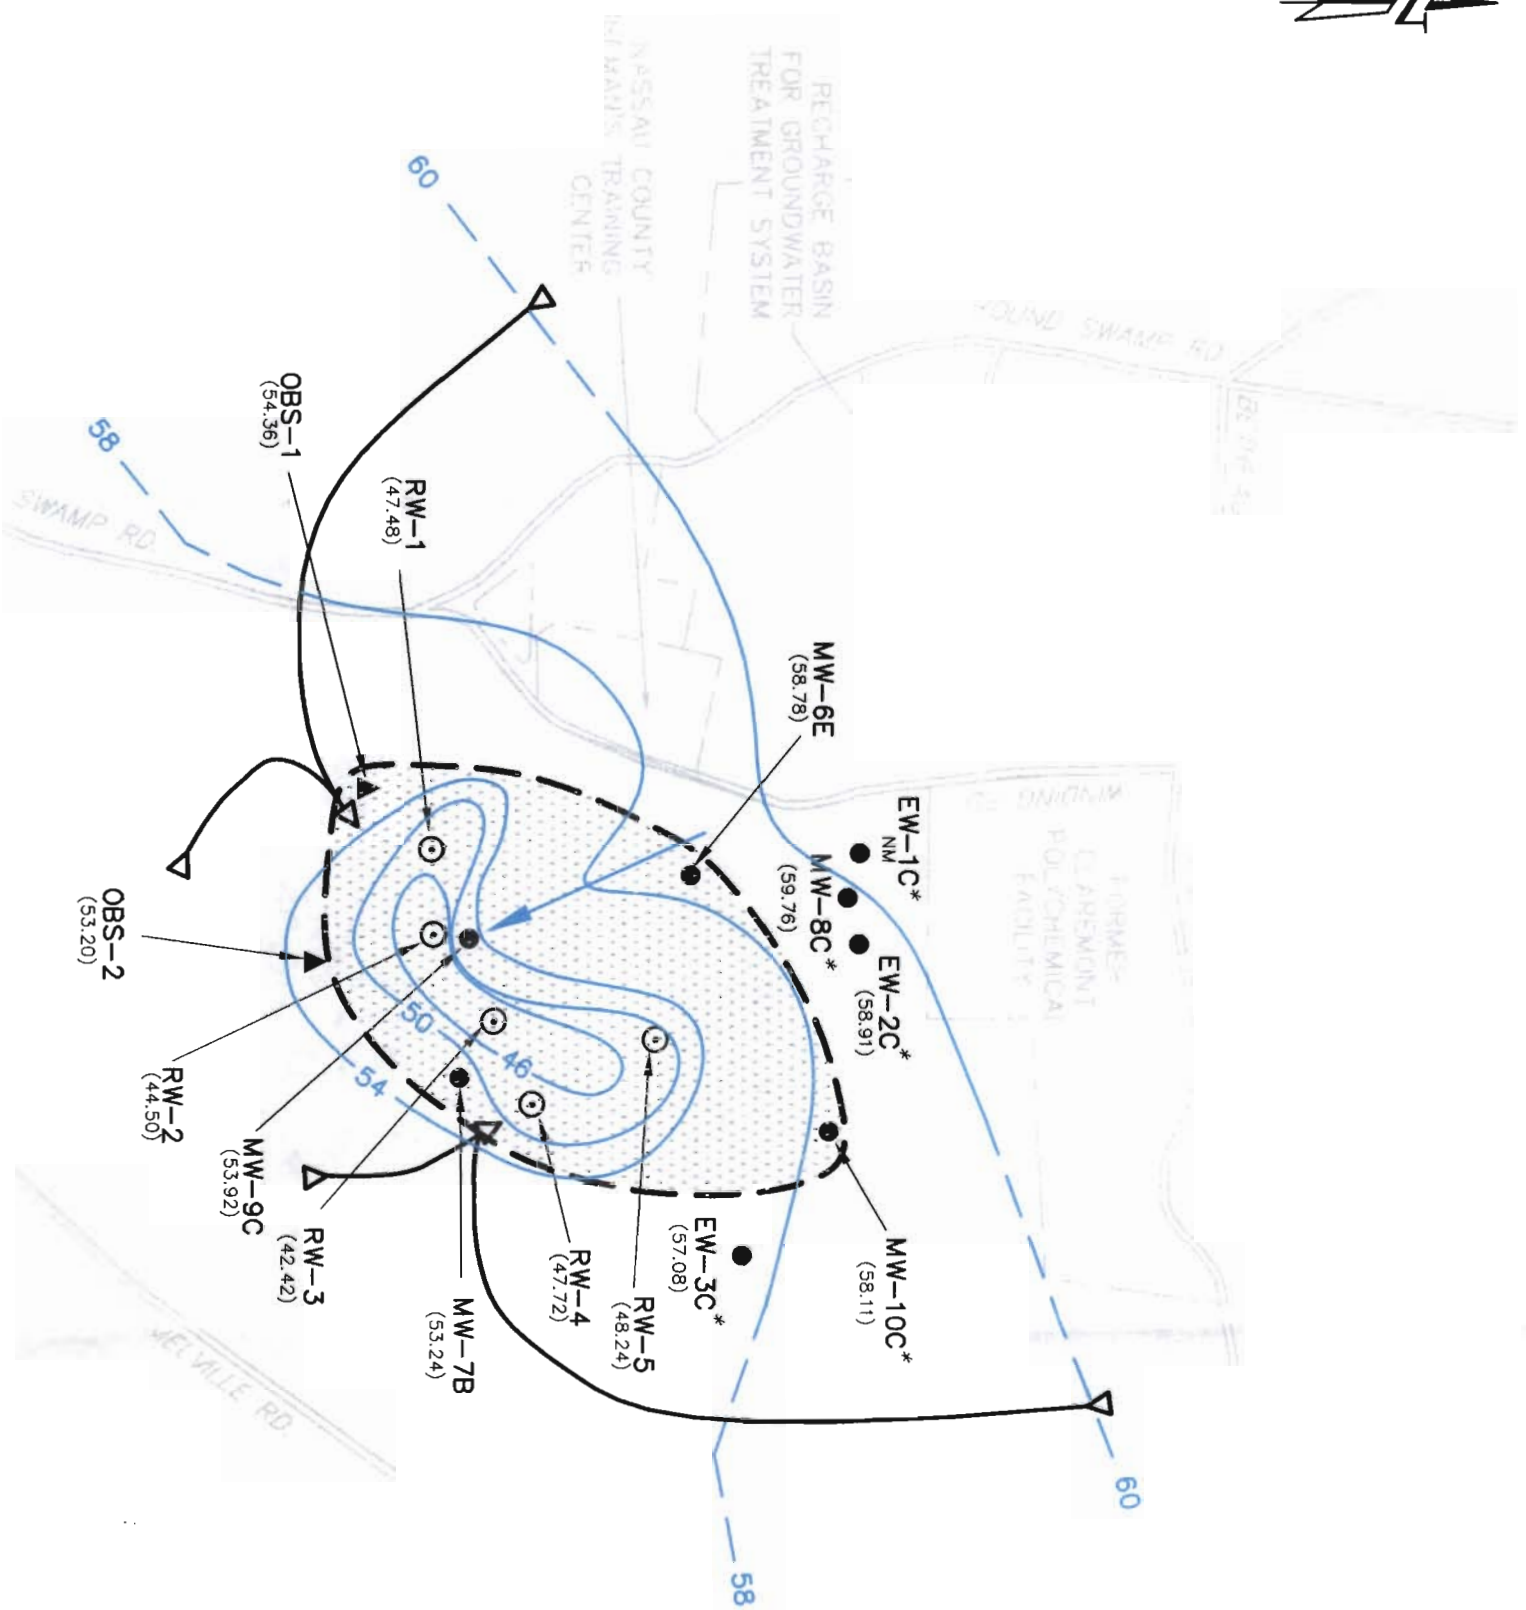 RECHARGE BASIN
FOR GROUNDWATER
TREATMENT SYSTEM
NASSAU COUNTY
TRAINING
CENTER
SWAMP RD
SWAMP RD.
WINDING
FORMER
CLAREMONT
POLYCHEMICAL
FACILITY
MELVILLE RD.
60
58
60
58
54
50
46
OBS-1
(54.36)
RW-1
(47.48)
MW-6E
(58.78)
EW-1C*
NM
MW-8C*
(59.76)
EW-2C*
(58.91)
MW-10C*
(58.11)
EW-3C*
(57.08)
RW-5
(48.24)
RW-4
(47.72)
MW-7B
(53.24)
RW-3
(42.42)
MW-9C
(53.92)
RW-2
(44.50)
OBS-2
(53.20)